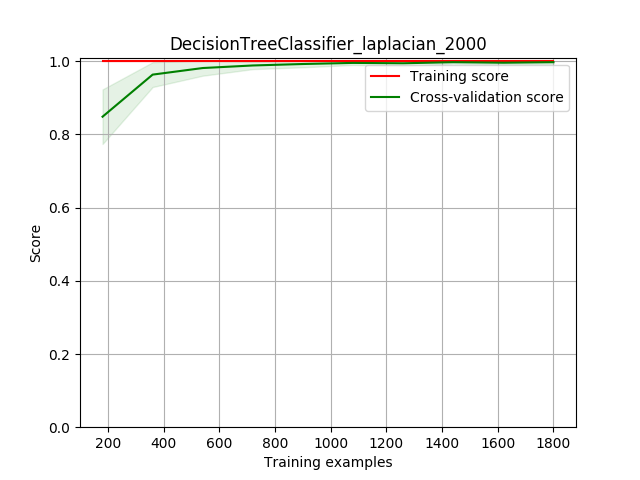 DecisionTreeClassifier_laplacian_2000
1.0
0.8
0.6
0.4
0.2
0.0
Score
Training score
Cross-validation score
200 400 600 800 1000 1200 1400 1600 1800
Training examples